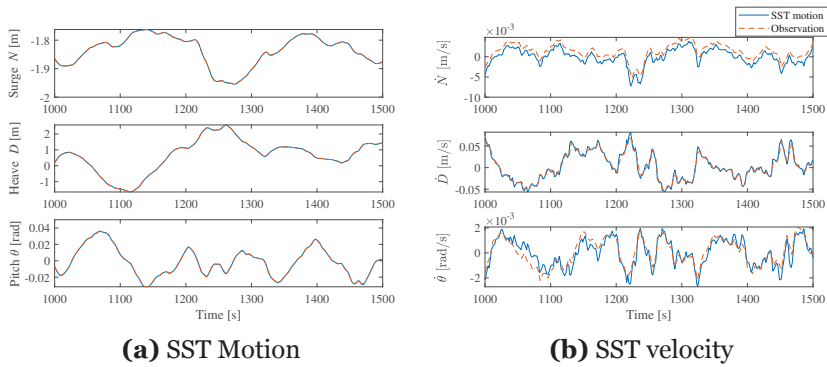 SST motion
Observation
Surge N [m]
-1.8
-1.9
-2
1000 1100 1200 1300 1400 1500
Heave D [m]
2
1
0
-1
1000 1100 1200 1300 1400 1500
Pitch θ [rad]
0.04
0.02
0
-0.02
1000 1100 1200 1300 1400 1500
Time [s]
(a) SST Motion
×10⁻³
Ṅ [m/s]
5
0
-5
-10
1000 1100 1200 1300 1400 1500
Ḋ [m/s]
0.05
0
-0.05
1000 1100 1200 1300 1400 1500
×10⁻³
θ̇ [rad/s]
2
0
-2
1000 1100 1200 1300 1400 1500
Time [s]
(b) SST velocity